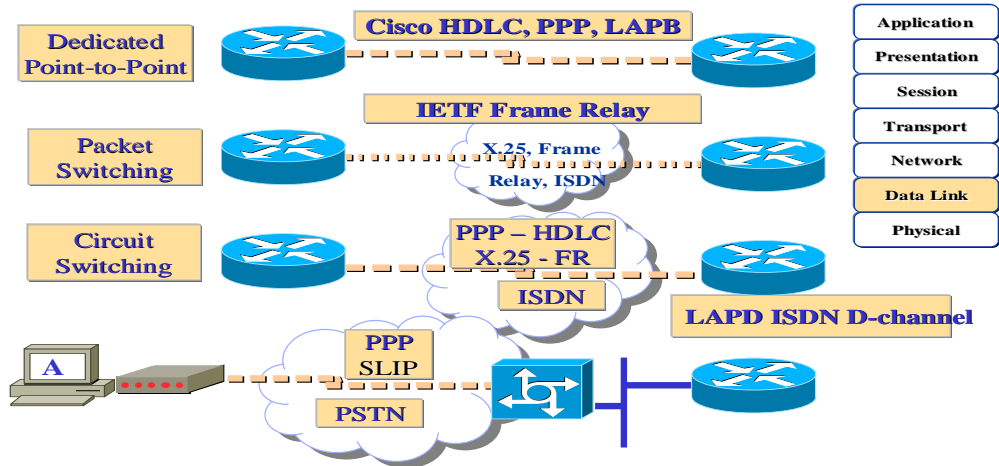 Dedicated
Point-to-Point
Cisco HDLC, PPP, LAPB
IETF Frame Relay
Packet
Switching
X.25, Frame
Relay, ISDN
Circuit
Switching
PPP – HDLC
X.25 - FR
ISDN
LAPD ISDN D-channel
A
PPP
SLIP
PSTN
Application
Presentation
Session
Transport
Network
Data Link
Physical